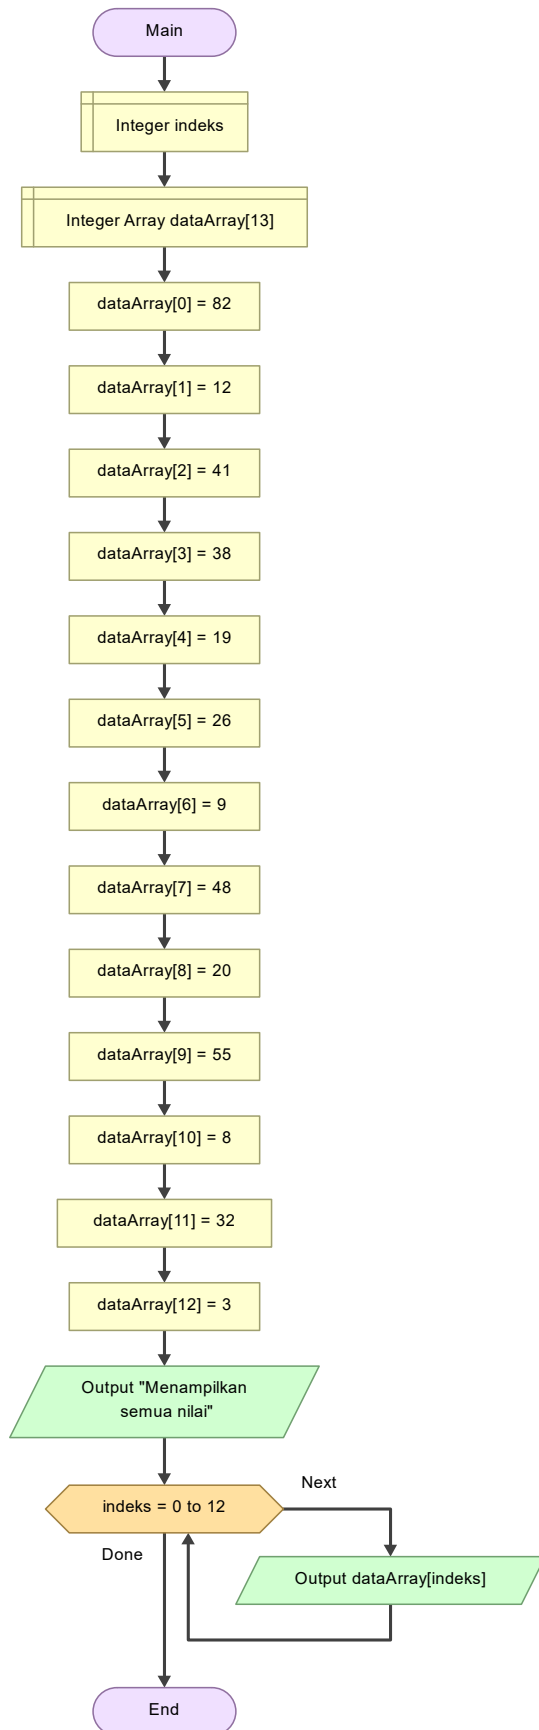 Main
Integer indeks
Integer Array dataArray[13]
dataArray[0] = 82
dataArray[1] = 12
dataArray[2] = 41
dataArray[3] = 38
dataArray[4] = 19
dataArray[5] = 26
dataArray[6] = 9
dataArray[7] = 48
dataArray[8] = 20
dataArray[9] = 55
dataArray[10] = 8
dataArray[11] = 32
dataArray[12] = 3
Output "Menampilkan
semua nilai"
Next
indeks = 0 to 12
Done
Output dataArray[indeks]
End